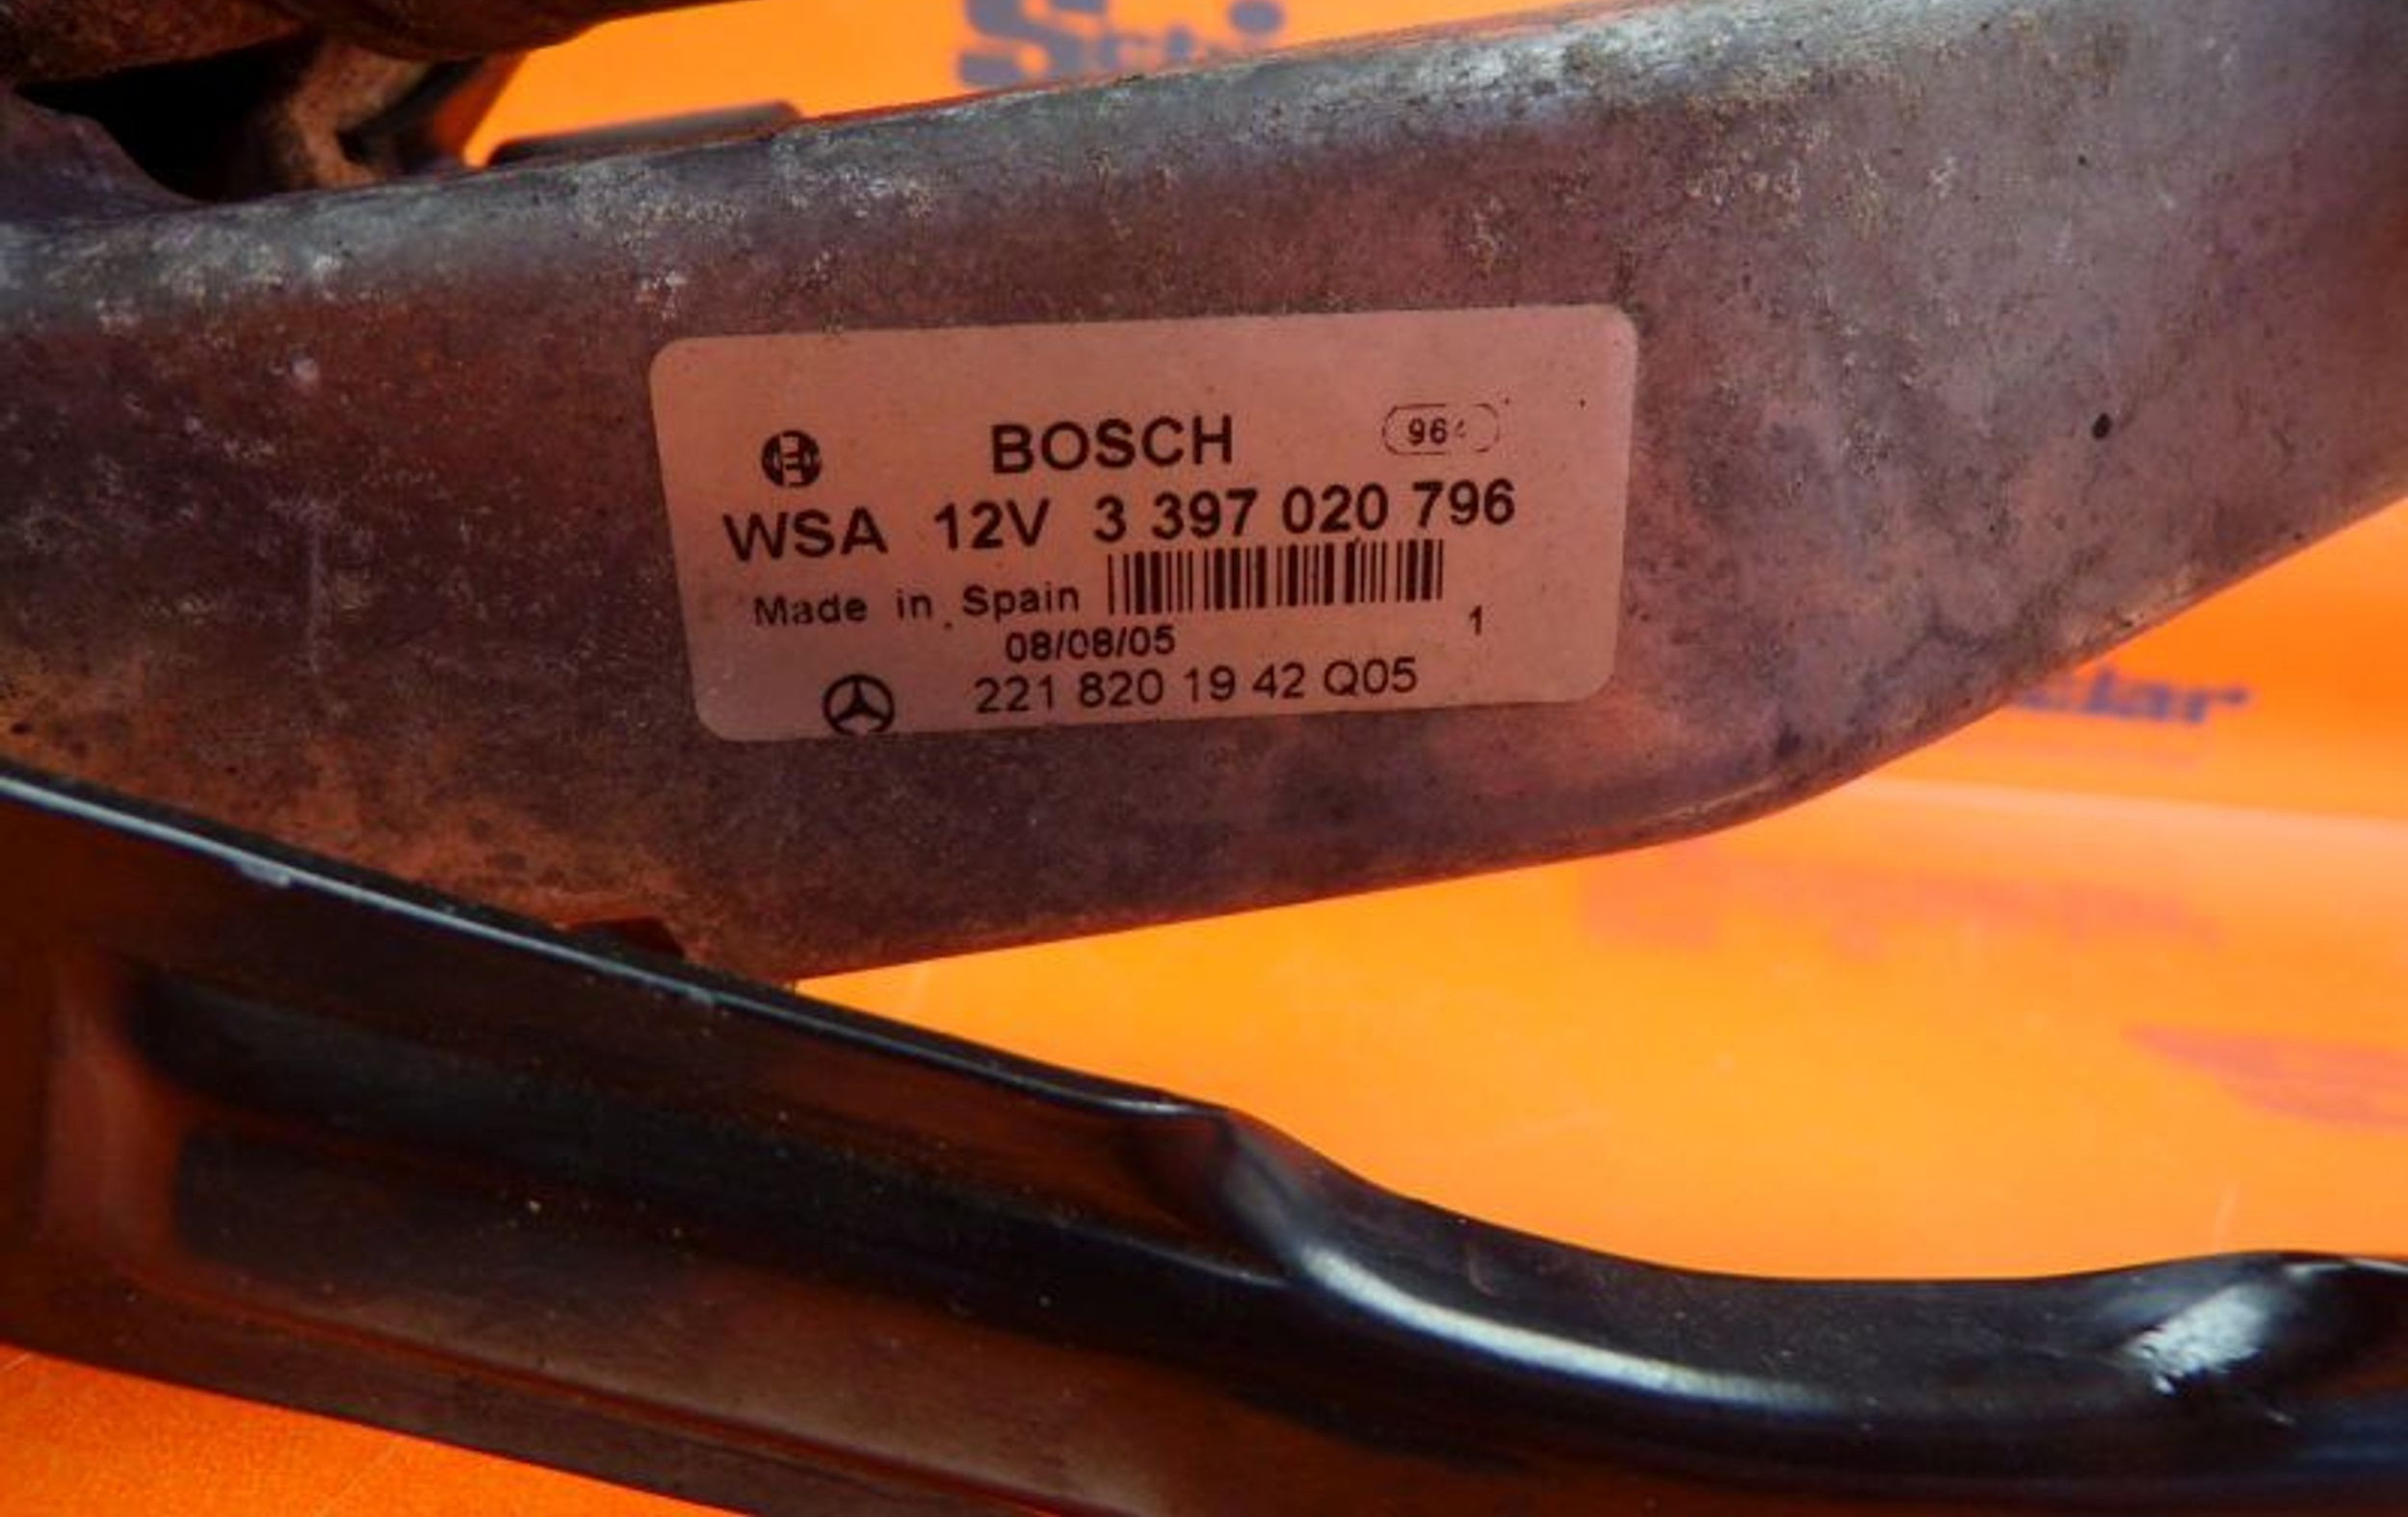 BOSCH
WSA 12V 3 397 020 796
Made in Spain
08/08/05
1
221 820 19 42 Q05